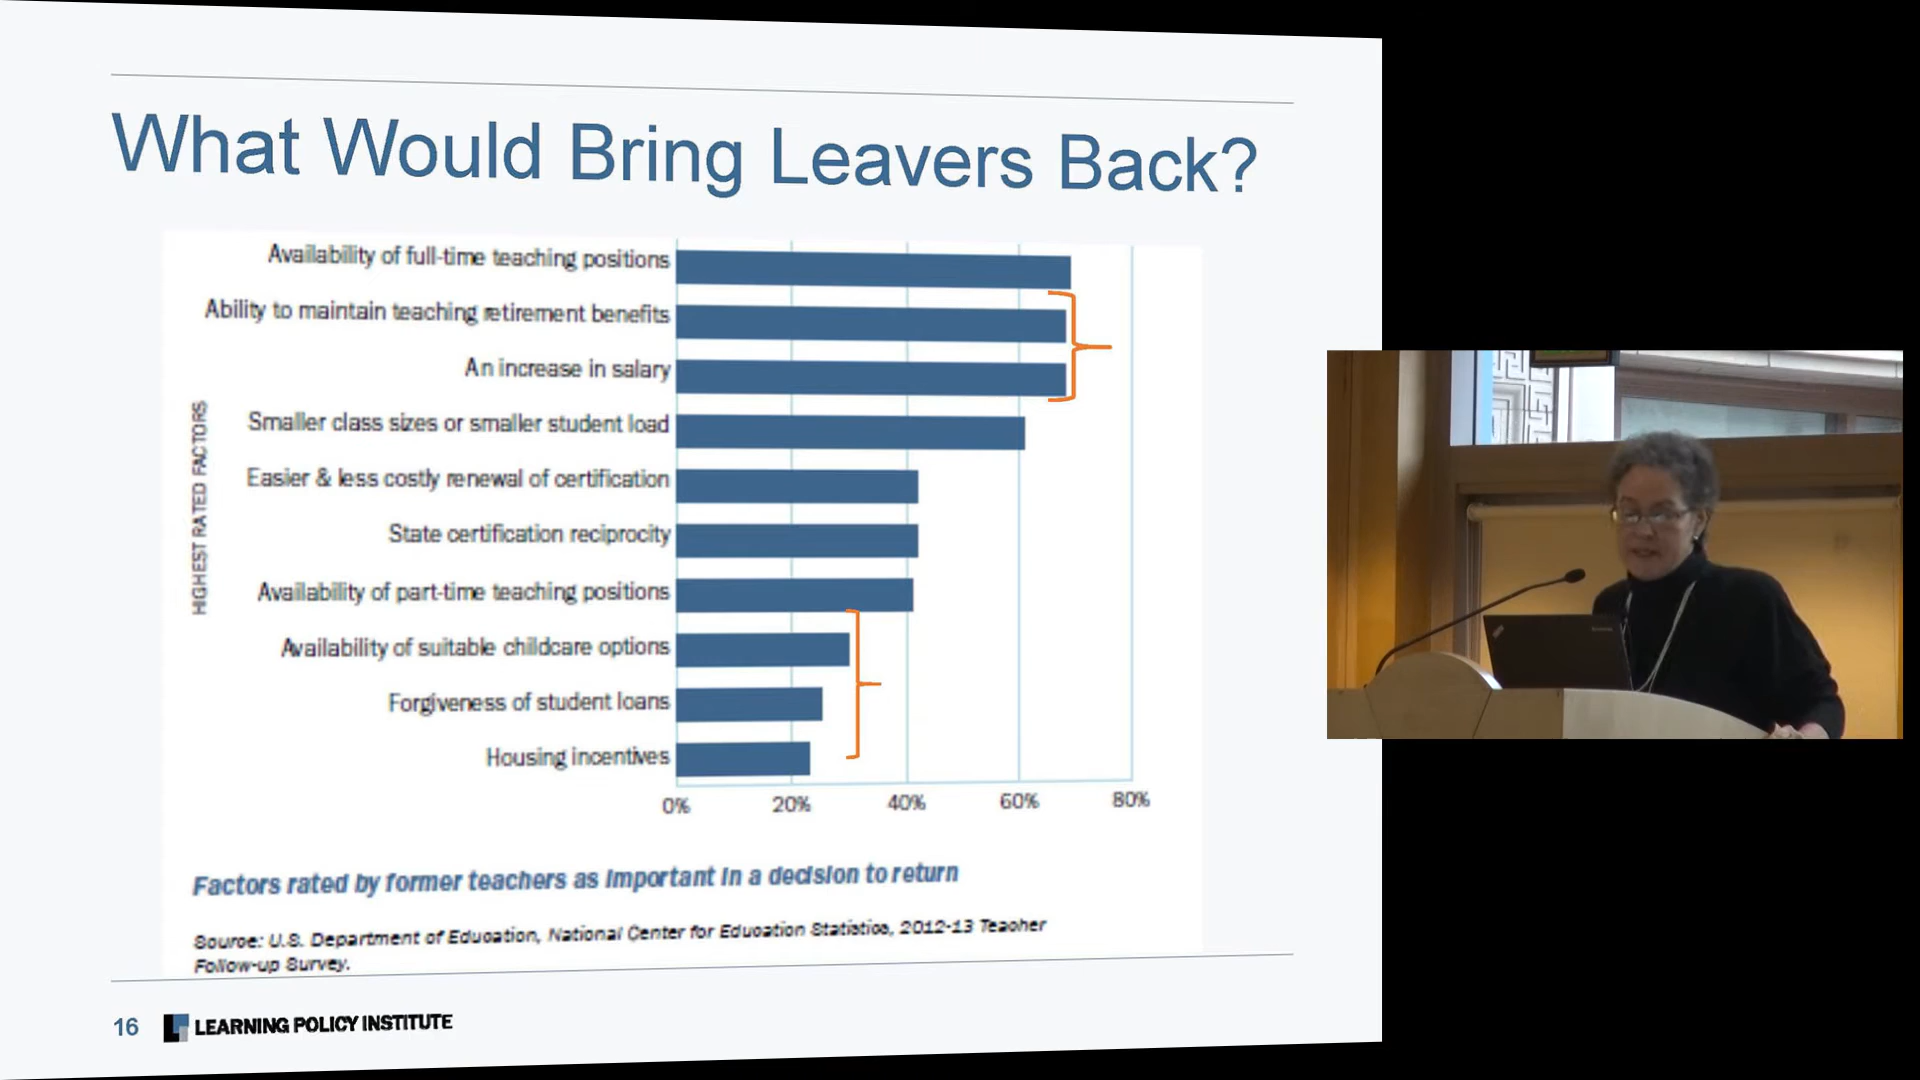 What Would Bring Leavers Back?
HIGHEST RATED FACTORS
Availability of full-time teaching positions
Ability to maintain teaching retirement benefits
An increase in salary
Smaller class sizes or smaller student load
Easier & less costly renewal of certification
State certification reciprocity
Availability of part-time teaching positions
Availability of suitable childcare options
Forgiveness of student loans
Housing incentives
0% 20% 40% 60% 80%
Factors rated by former teachers as important in a decision to return
Source: U.S. Department of Education, National Center for Education Statistics, 2012-13 Teacher
Follow-up Survey.
16 LEARNING POLICY INSTITUTE